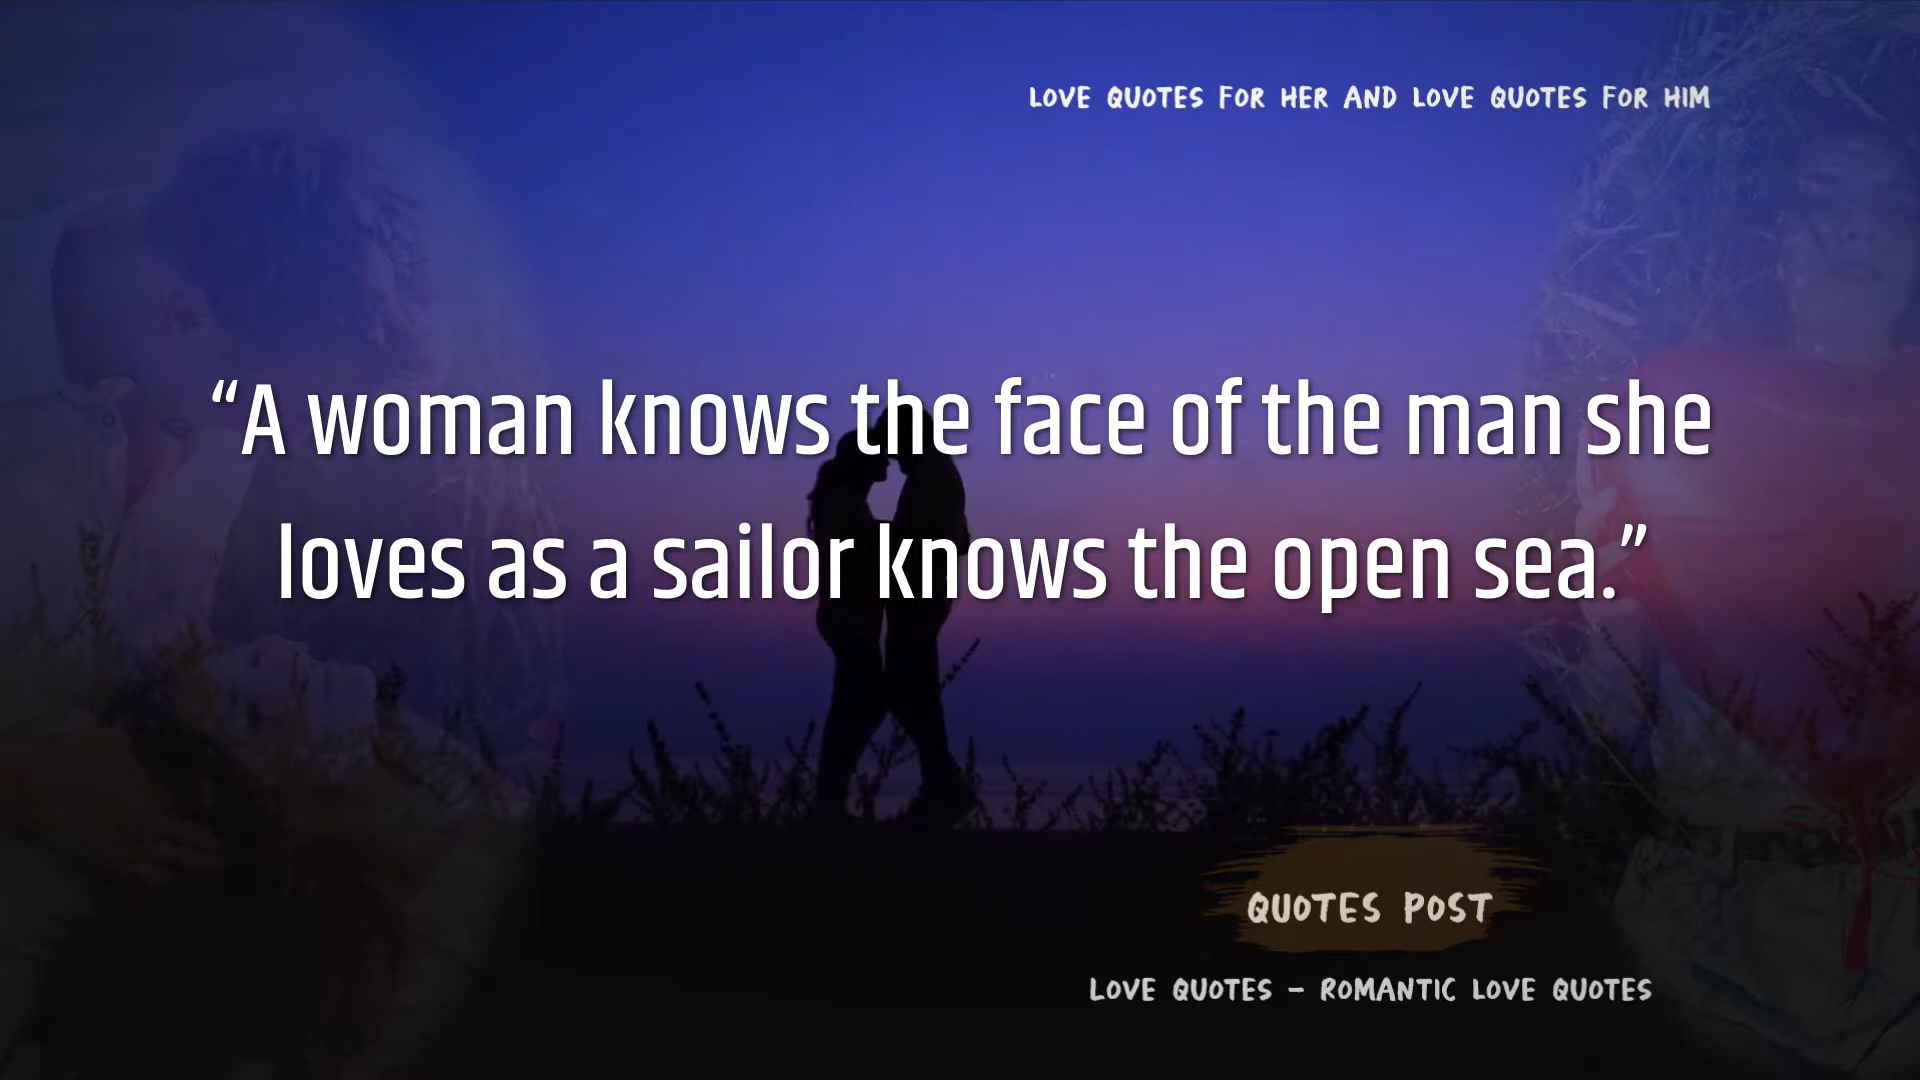 LOVE QUOTES FOR HER AND LOVE QUOTES FOR HIM
“A woman knows the face of the man she
loves as a sailor knows the open sea.”
QUOTES POST
LOVE QUOTES – ROMANTIC LOVE QUOTES